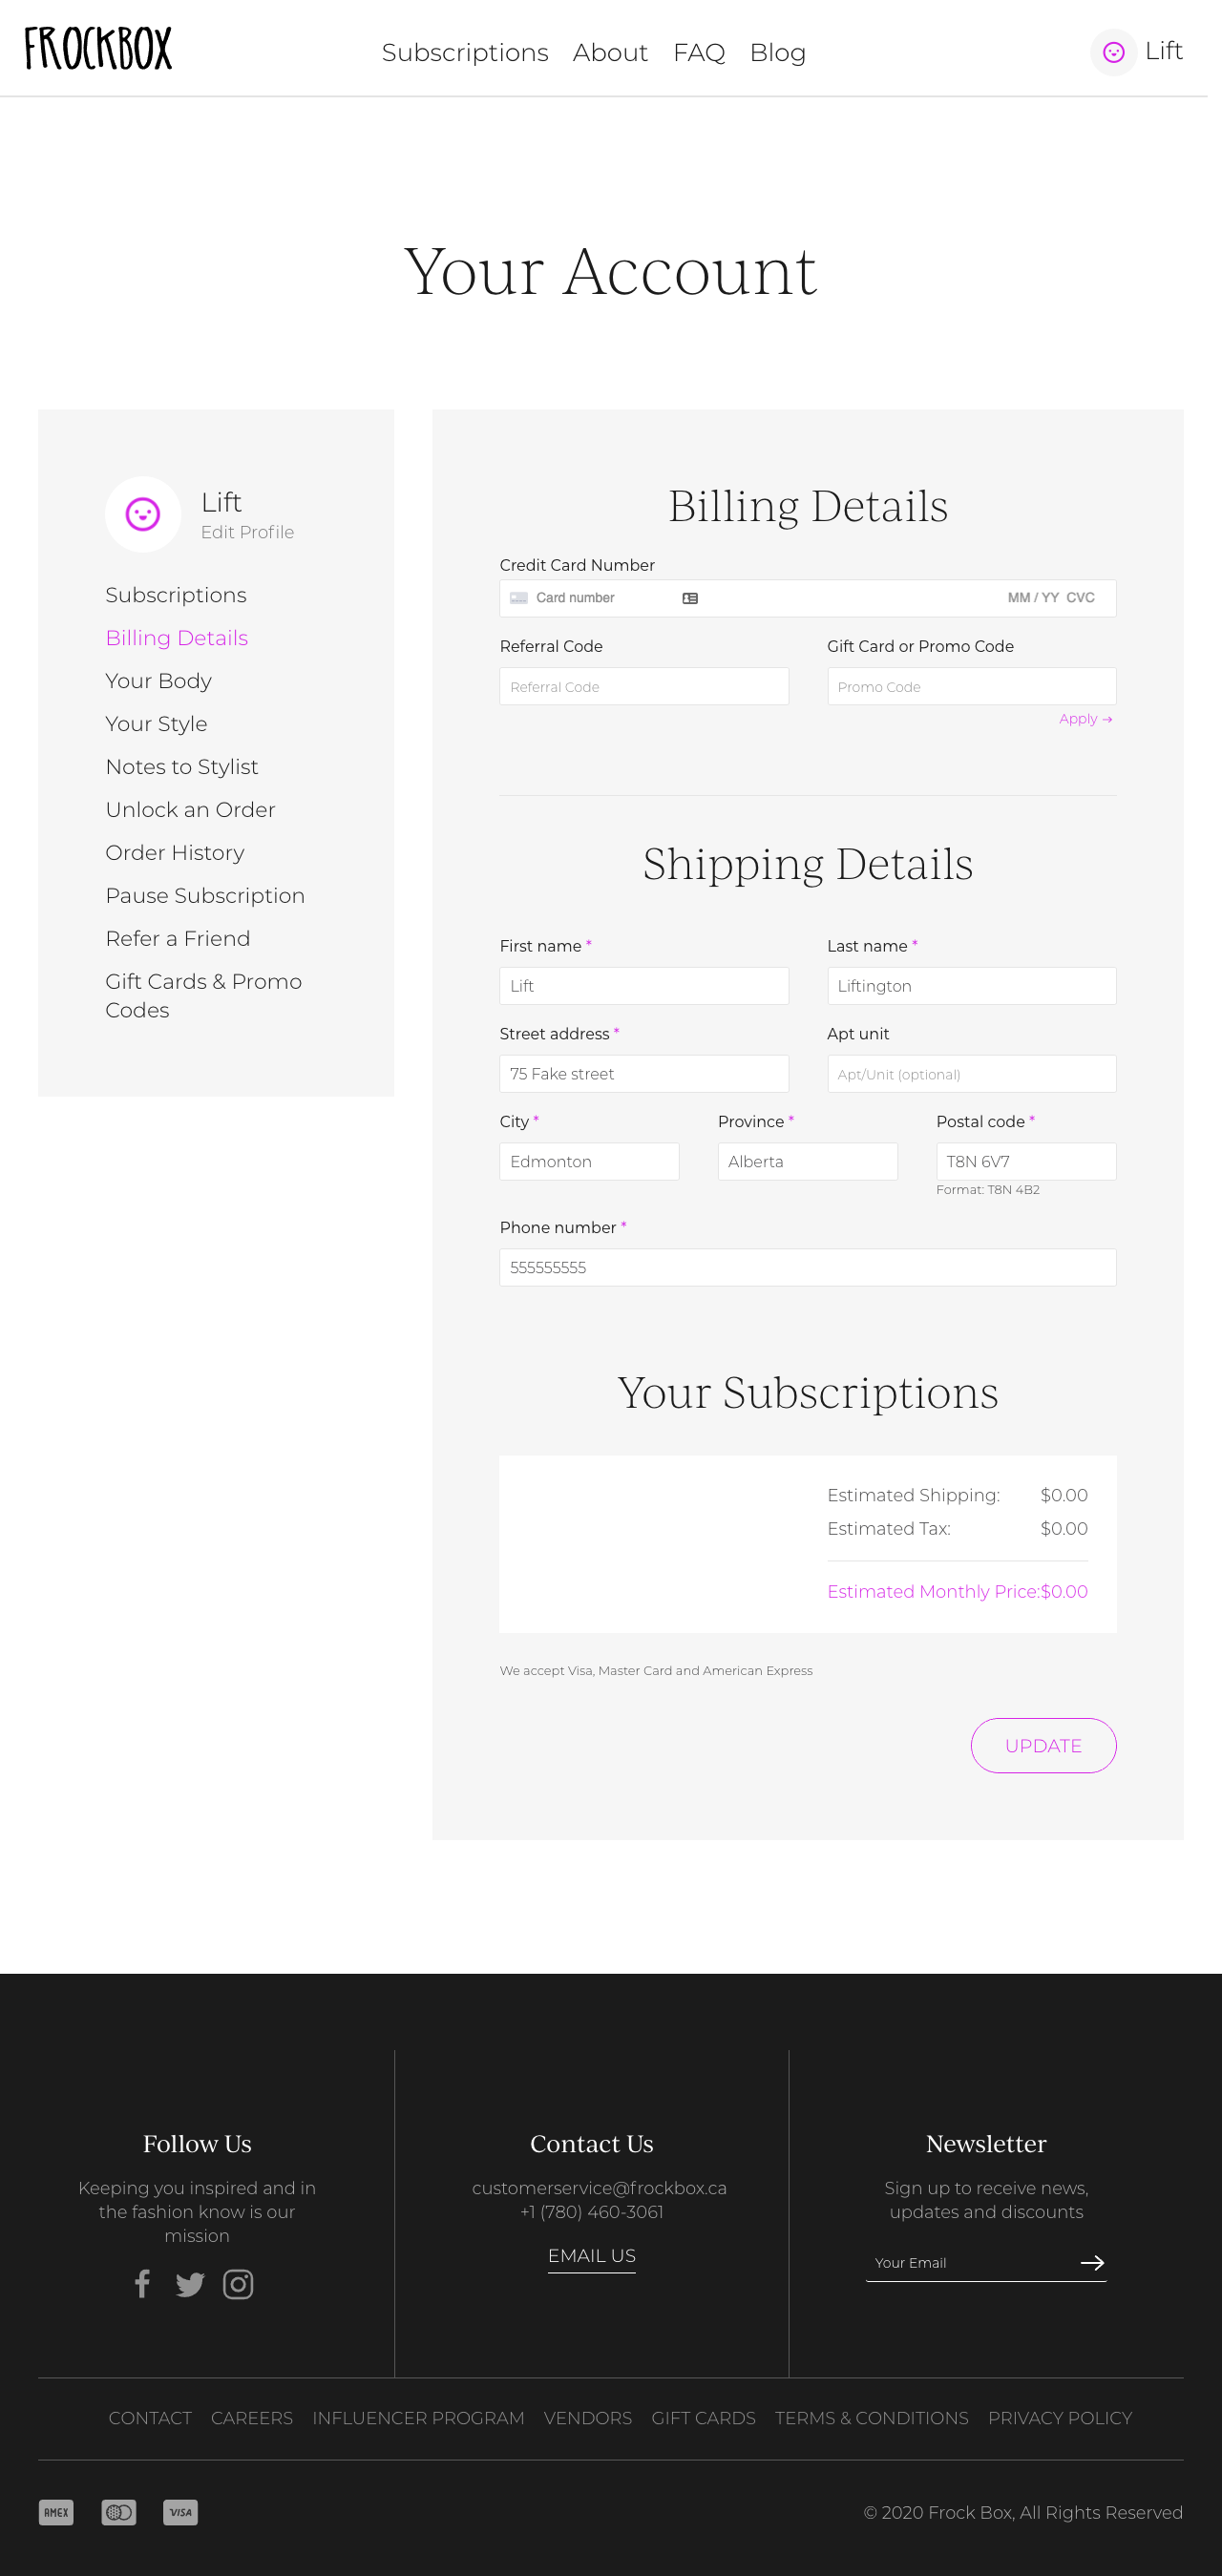 FROCKBOX
Subscriptions About FAQ Blog
Lift
Your Account
Lift
Edit Profile
Subscriptions
Billing Details
Your Body
Your Style
Notes to Stylist
Unlock an Order
Order History
Pause Subscription
Refer a Friend
Gift Cards & Promo
Codes
Billing Details
Credit Card Number
Card number MM / YY CVC
Referral Code Gift Card or Promo Code
Referral Code Promo Code
Apply →
Shipping Details
First name * Last name *
Lift Liftington
Street address * Apt unit
75 Fake street Apt/Unit (optional)
City * Province * Postal code *
Edmonton Alberta T8N 6V7
Format: T8N 4B2
Phone number *
555555555
Your Subscriptions
Estimated Shipping: $0.00
Estimated Tax: $0.00
Estimated Monthly Price:$0.00
We accept Visa, Master Card and American Express
UPDATE
Follow Us
Keeping you inspired and in
the fashion know is our
mission
Contact Us
customerservice@frockbox.ca
+1 (780) 460-3061
EMAIL US
Newsletter
Sign up to receive news,
updates and discounts
Your Email
CONTACT CAREERS INFLUENCER PROGRAM VENDORS GIFT CARDS TERMS & CONDITIONS PRIVACY POLICY
AMEX VISA
© 2020 Frock Box, All Rights Reserved